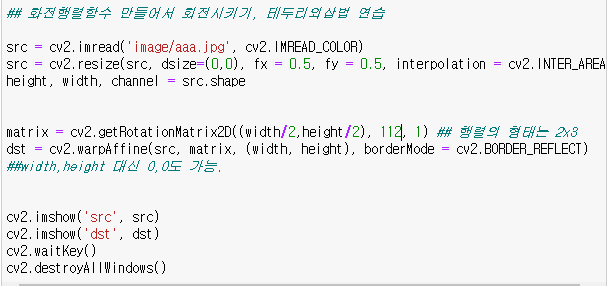 ## 화전행렬할수 만들어서 회전시키기, 테두리외삽법 연습
src = cv2.imread('image/aaa.jpg', cv2.IMREAD_COLOR)
src = cv2.resize(src, dsize=(0,0), fx = 0.5, fy = 0.5, interpolation = cv2.INTER_AREA
height, width, channel = src.shape
matrix = cv2.getRotationMatrix2D((width/2,height/2), 112, 1) ## 행렬의 형태는 2x3
dst = cv2.warpAffine(src, matrix, (width, height), borderMode = cv2.BORDER_REFLECT)
##width,height 대신 0,0도 가능.
cv2.imshow('src', src)
cv2.imshow('dst', dst)
cv2.waitKey()
cv2.destroyAllWindows()